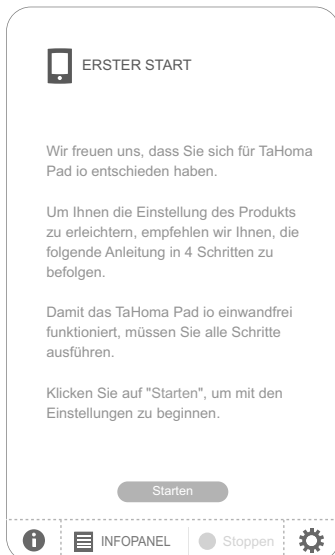 ERSTER START
Wir freuen uns, dass Sie sich für TaHoma
Pad io entschieden haben.
Um Ihnen die Einstellung des Produkts
zu erleichtern, empfehlen wir Ihnen, die
folgende Anleitung in 4 Schritten zu
befolgen.
Damit das TaHoma Pad io einwandfrei
funktioniert, müssen Sie alle Schritte
ausführen.
Klicken Sie auf "Starten", um mit den
Einstellungen zu beginnen.
Starten
INFOPANEL Stoppen